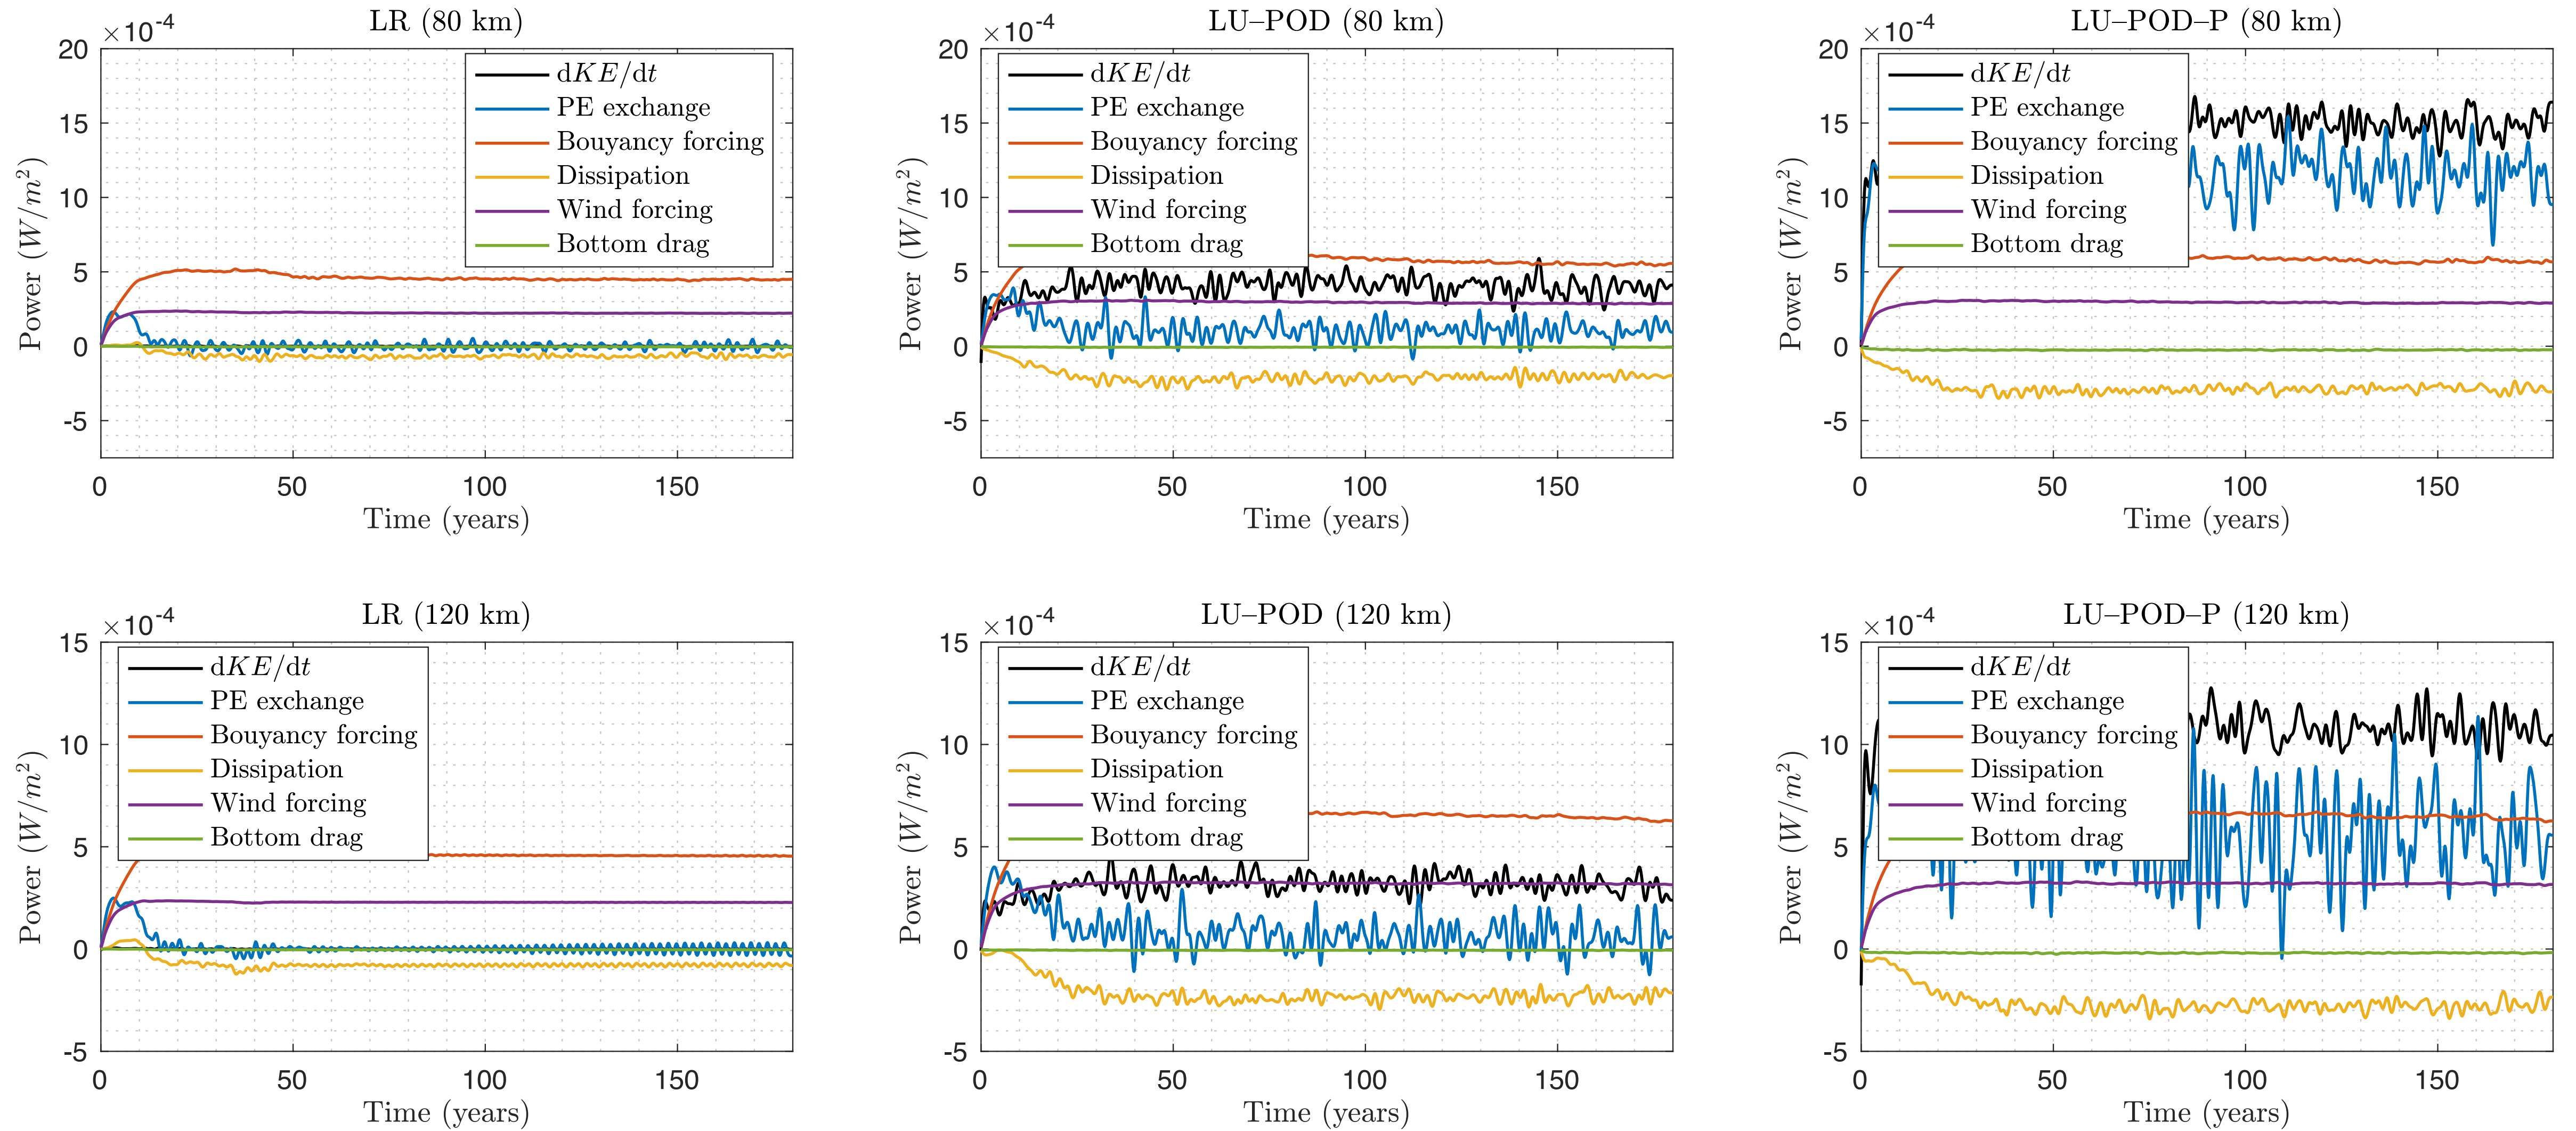 LR (80 km)
×10-4
20
15
10
5
0
-5
Power (W/m2)
0 50 100 150
Time (years)
dKE/dt
PE exchange
Bouyancy forcing
Dissipation
Wind forcing
Bottom drag
LU–POD (80 km)
×10-4
20
15
10
5
0
-5
Power (W/m2)
0 50 100 150
Time (years)
dKE/dt
PE exchange
Bouyancy forcing
Dissipation
Wind forcing
Bottom drag
LU–POD–P (80 km)
×10-4
20
15
10
5
0
-5
Power (W/m2)
0 50 100 150
Time (years)
dKE/dt
PE exchange
Bouyancy forcing
Dissipation
Wind forcing
Bottom drag
LR (120 km)
×10-4
15
10
5
0
-5
Power (W/m2)
0 50 100 150
Time (years)
dKE/dt
PE exchange
Bouyancy forcing
Dissipation
Wind forcing
Bottom drag
LU–POD (120 km)
×10-4
15
10
5
0
-5
Power (W/m2)
0 50 100 150
Time (years)
dKE/dt
PE exchange
Bouyancy forcing
Dissipation
Wind forcing
Bottom drag
LU–POD–P (120 km)
×10-4
15
10
5
0
-5
Power (W/m2)
0 50 100 150
Time (years)
dKE/dt
PE exchange
Bouyancy forcing
Dissipation
Wind forcing
Bottom drag